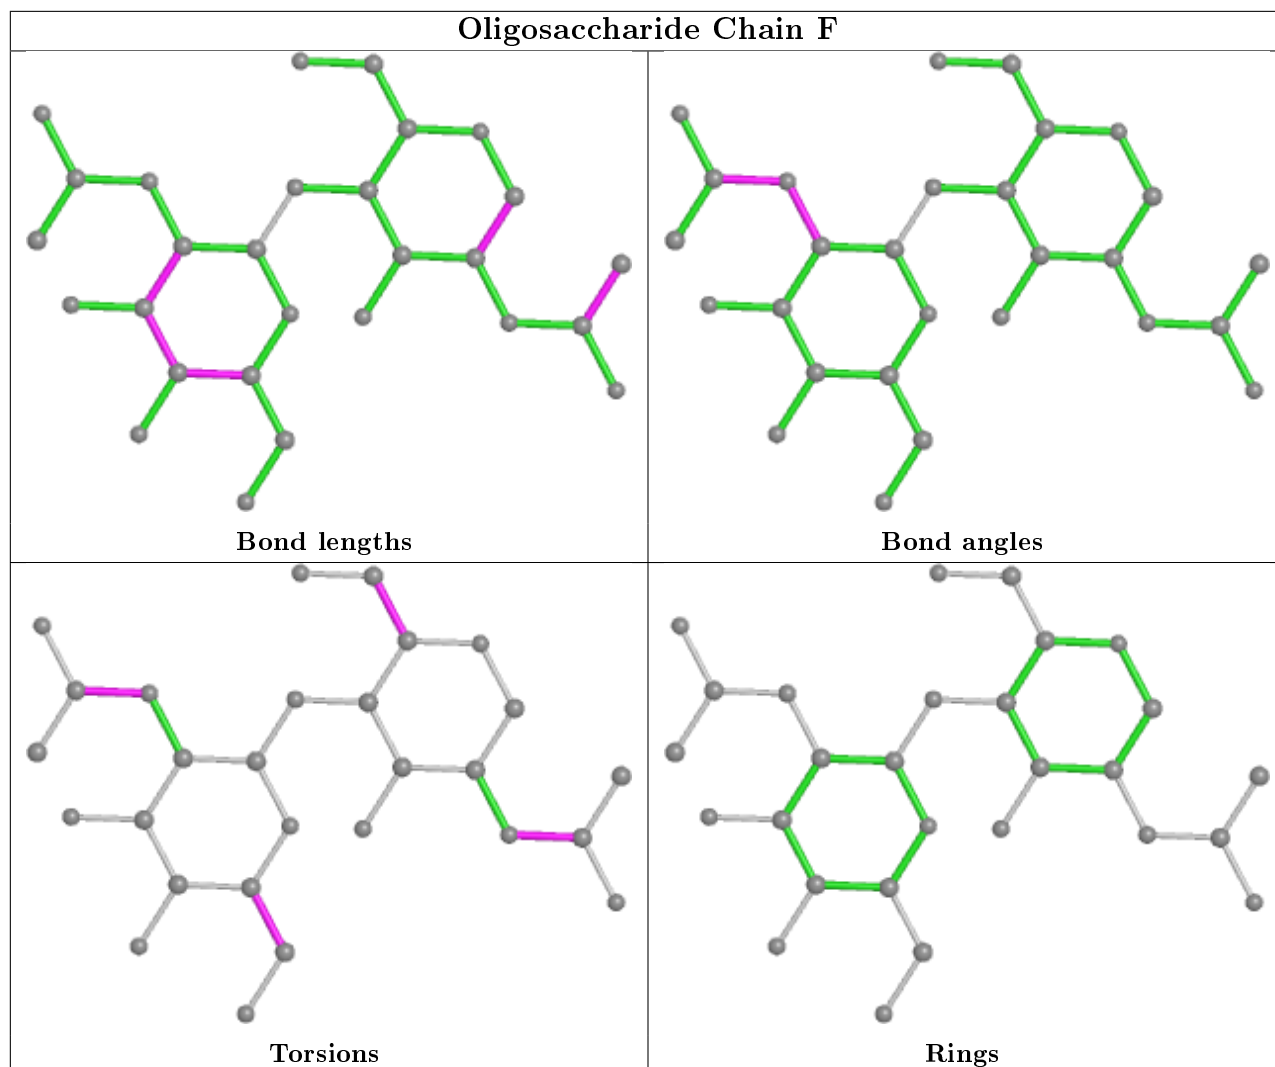 Oligosaccharide Chain F
Bond lengths
Bond angles
Torsions
Rings